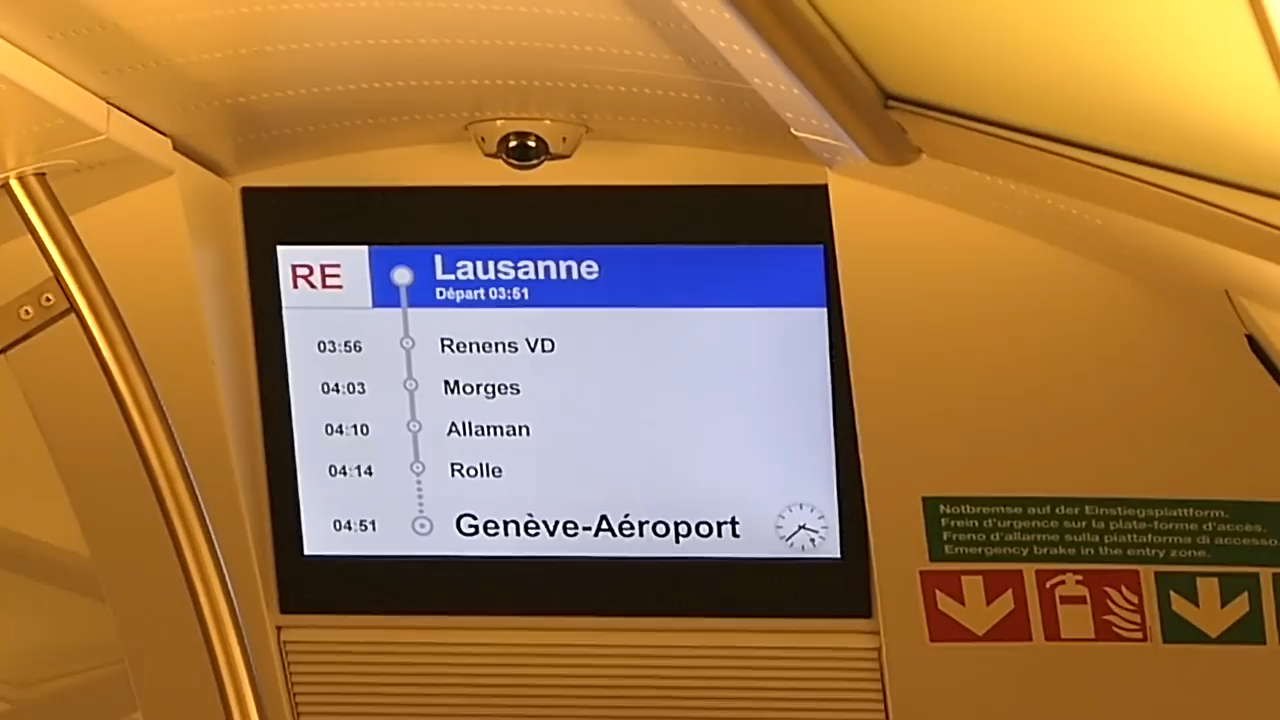 RE
Lausanne
Départ 03:51
03:56 Renens VD
04:03 Morges
04:10 Allaman
04:14 Rolle
04:51 Genève-Aéroport
Notbremse auf der Einstiegsplattform.
Frein d'urgence sur la plate-forme d'accès.
Freno d'allarme sulla piattaforma di accesso.
Emergency brake in the entry zone.